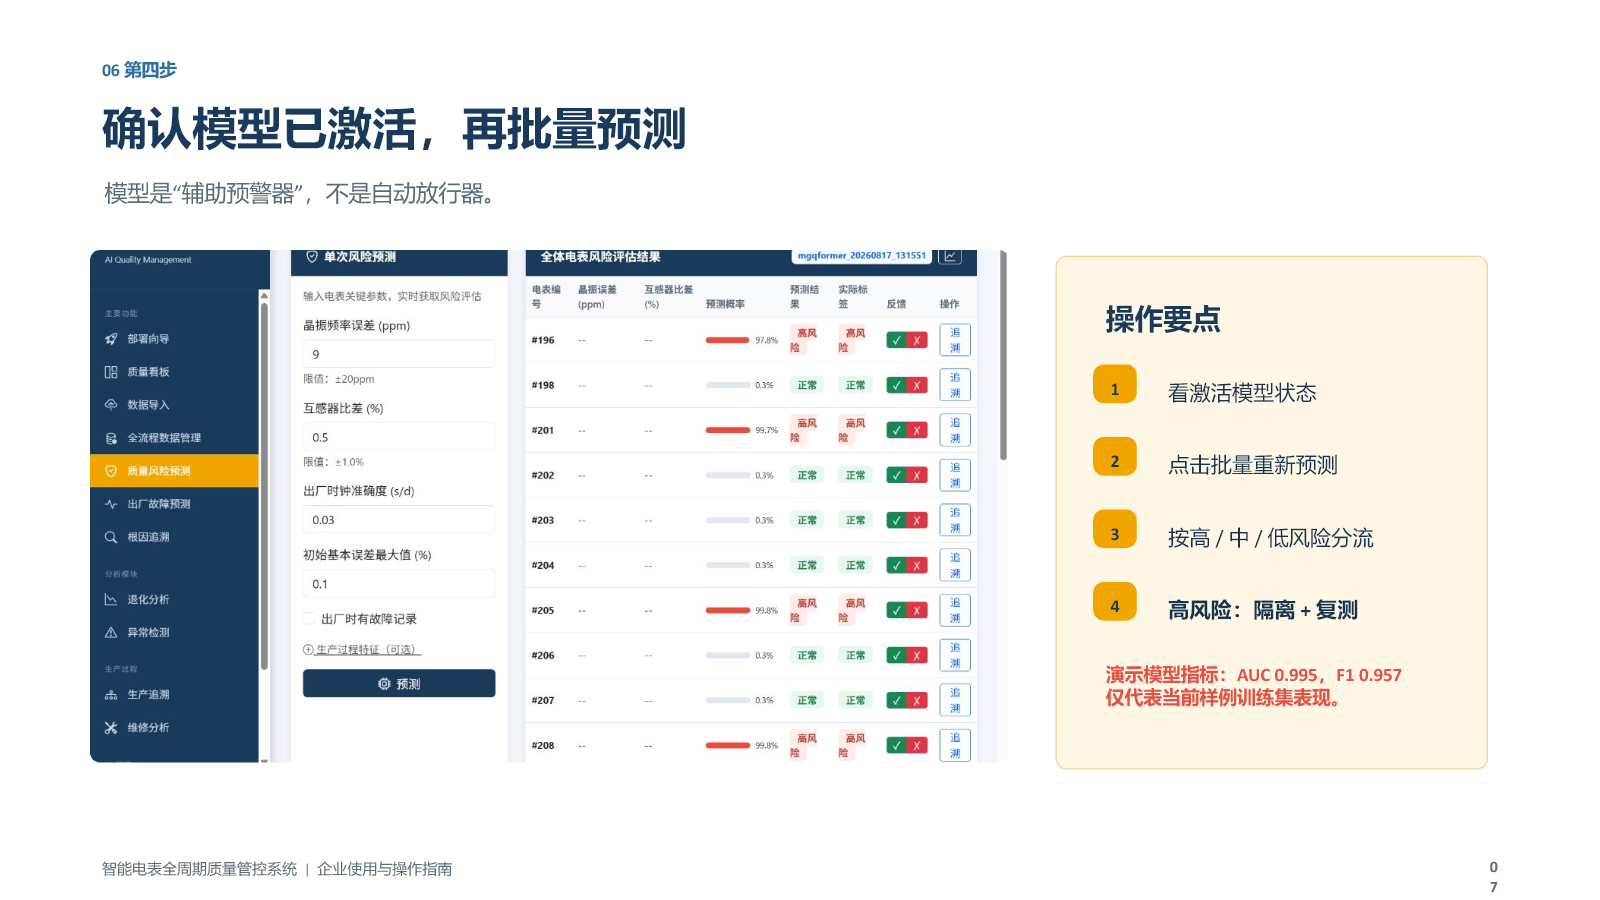 06 第四步
确认模型已激活，再批量预测
模型是“辅助预警器”，不是自动放行器。
AI Quality Management
主要功能
部署向导
质量看板
数据导入
全流程数据管理
质量风险预测
出厂故障预测
根因追溯
分析模块
退化分析
异常检测
生产过程
生产追溯
维修分析
单次风险预测
输入电表关键参数，实时获取风险评估
晶振频率误差 (ppm)
9
限值：±20ppm
互感器比差 (%)
0.5
限值：±1.0%
出厂时钟准确度 (s/d)
0.03
初始基本误差最大值 (%)
0.1
出厂时有故障记录
生产过程特征（可选）
预测
全体电表风险评估结果
mgqformer_20260817_131551
电表编号 晶振误差 (ppm) 互感器比差 (%) 预测概率 预测结果 实际标签 反馈 操作
#196 -- -- 97.8% 高风险 高风险 ✓ ✗ 追溯
#198 -- -- 0.3% 正常 正常 ✓ ✗ 追溯
#201 -- -- 99.7% 高风险 高风险 ✓ ✗ 追溯
#202 -- -- 0.3% 正常 正常 ✓ ✗ 追溯
#203 -- -- 0.3% 正常 正常 ✓ ✗ 追溯
#204 -- -- 0.3% 正常 正常 ✓ ✗ 追溯
#205 -- -- 99.8% 高风险 高风险 ✓ ✗ 追溯
#206 -- -- 0.3% 正常 正常 ✓ ✗ 追溯
#207 -- -- 0.3% 正常 正常 ✓ ✗ 追溯
#208 -- -- 99.8% 高风险 高风险 ✓ ✗ 追溯
操作要点
1 看激活模型状态
2 点击批量重新预测
3 按高 / 中 / 低风险分流
4 高风险：隔离 + 复测
演示模型指标：AUC 0.995，F1 0.957
仅代表当前样例训练集表现。
智能电表全周期质量管控系统 | 企业使用与操作指南
0
7